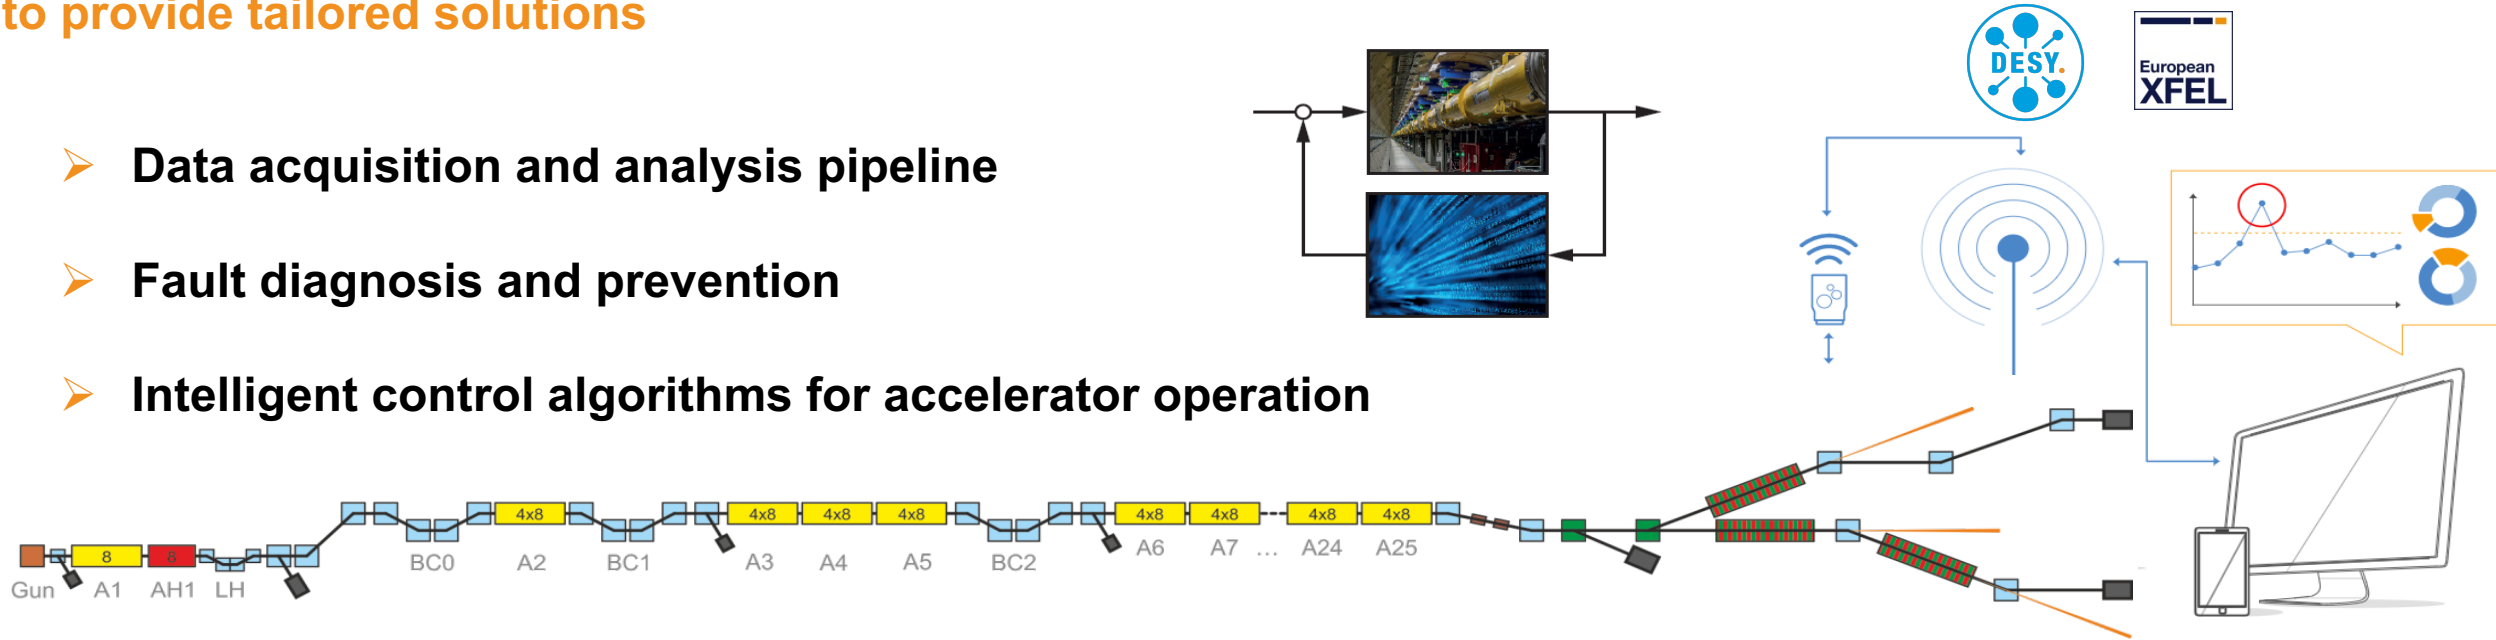 to provide tailored solutions
DESY.
European
XFEL
Data acquisition and analysis pipeline
Fault diagnosis and prevention
Intelligent control algorithms for accelerator operation
4x8
4x8 4x8 4x8
4x8 4x8 4x8 4x8
8 8
BC0 A2 BC1 A3 A4 A5 BC2 A6 A7 ... A24 A25
Gun A1 AH1 LH